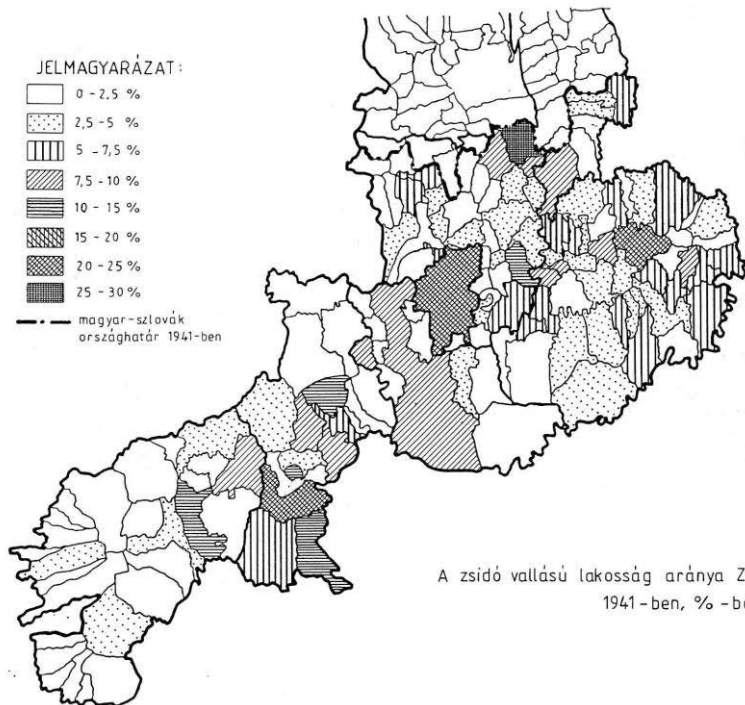 JELMAGYARÁZAT:
0 - 2,5 %
2,5 - 5 %
5 - 7,5 %
7,5 - 10 %
10 - 15 %
15 - 20 %
20 - 25 %
25 - 30 %
magyar-szlovák
országhatár 1941-ben
A zsidó vallású lakosság aránya Z
1941-ben, % -b